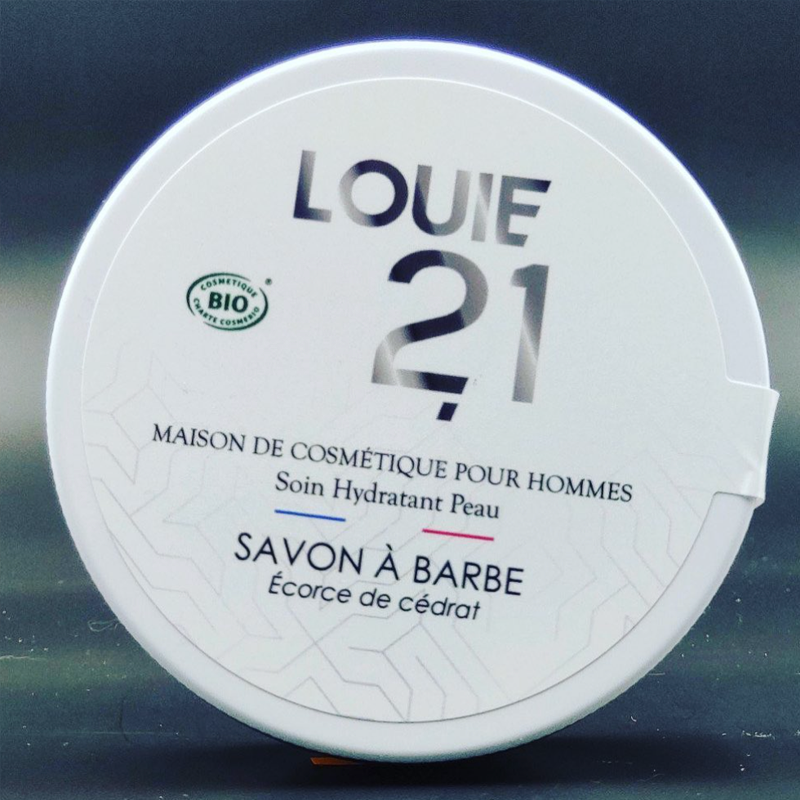 LOUIE
21
COSMETIQUE
BIO
CHARTE COSMEBIO
®
MAISON DE COSMÉTIQUE POUR HOMMES
Soin Hydratant Peau
SAVON À BARBE
Écorce de cédrat